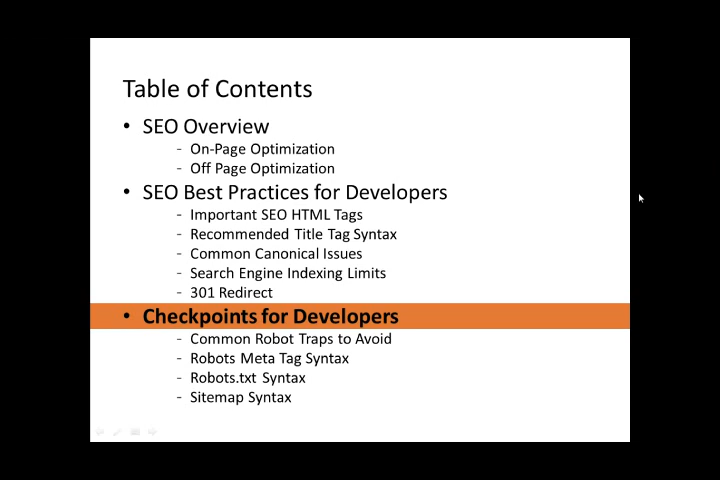 Table of Contents
• SEO Overview
- On-Page Optimization
- Off Page Optimization
• SEO Best Practices for Developers
- Important SEO HTML Tags
- Recommended Title Tag Syntax
- Common Canonical Issues
- Search Engine Indexing Limits
- 301 Redirect
• Checkpoints for Developers
- Common Robot Traps to Avoid
- Robots Meta Tag Syntax
- Robots.txt Syntax
- Sitemap Syntax